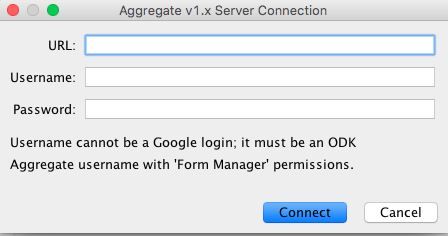 Aggregate v1.x Server Connection
URL:
Username:
Password:
Username cannot be a Google login; it must be an ODK
Aggregate username with 'Form Manager' permissions.
Connect Cancel